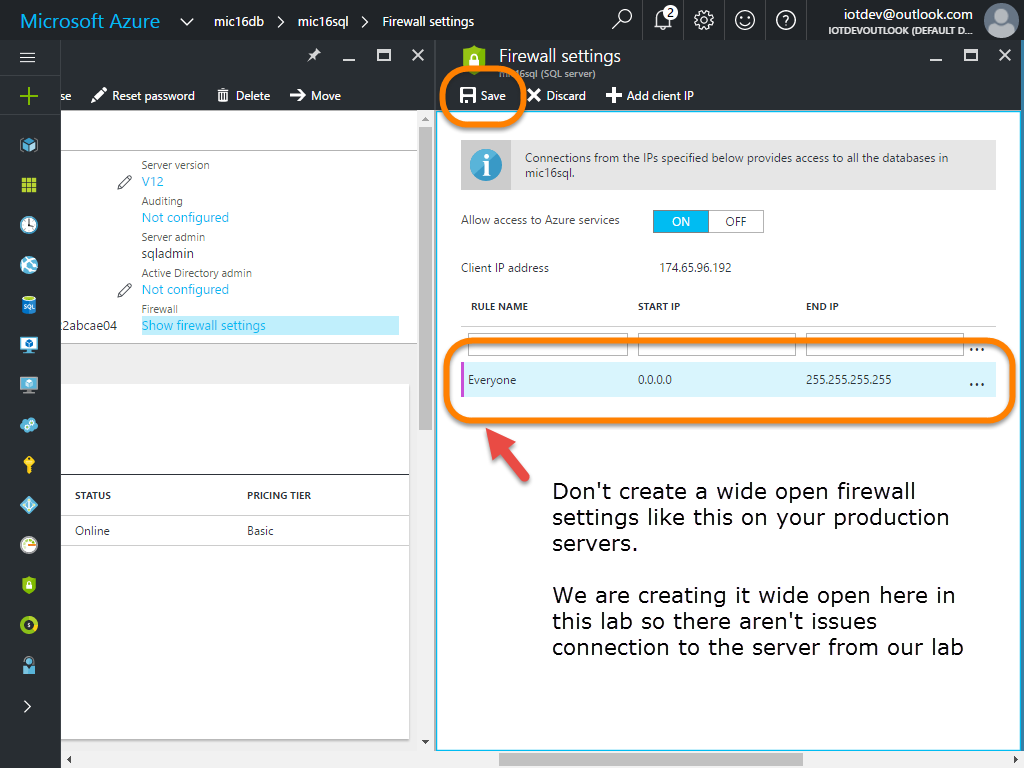 Microsoft Azure
mic16db
mic16sql
Firewall settings
2
iotdev@outlook.com
IOTDEVOUTLOOK (DEFAULT D...
se
Reset password
Delete
Move
Server version
V12
Auditing
Not configured
Server admin
sqladmin
Active Directory admin
Not configured
Firewall
2abcae04
Show firewall settings
STATUS
PRICING TIER
Online
Basic
SQL
Firewall settings
mic16sql (SQL server)
Save
Discard
Add client IP
Connections from the IPs specified below provides access to all the databases in
mic16sql.
Allow access to Azure services
ON
OFF
Client IP address
174.65.96.192
RULE NAME
START IP
END IP
...
Everyone
0.0.0.0
255.255.255.255
...
Don't create a wide open firewall
settings like this on your production
servers.
We are creating it wide open here in
this lab so there aren't issues
connection to the server from our lab